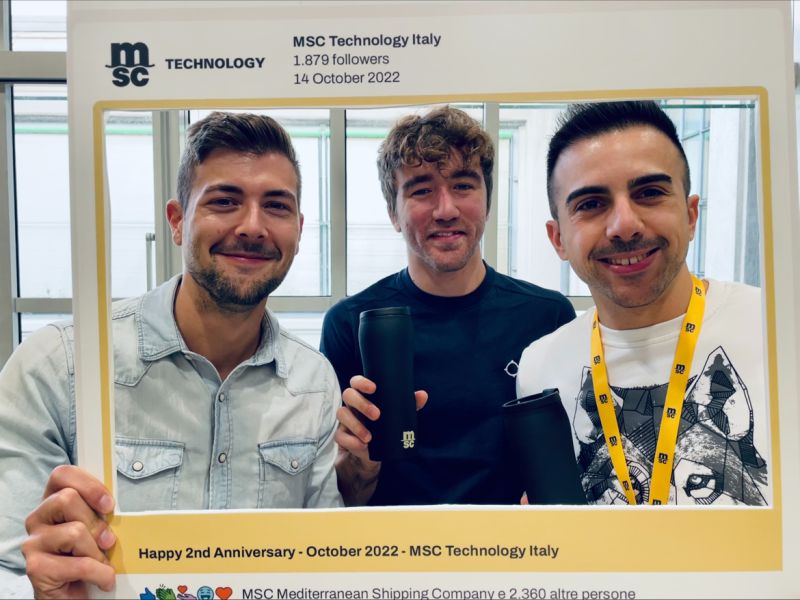 msc TECHNOLOGY
MSC Technology Italy
1.879 followers
14 October 2022
msc
Happy 2nd Anniversary - October 2022 - MSC Technology Italy
MSC Mediterranean Shipping Company e 2.360 altre persone